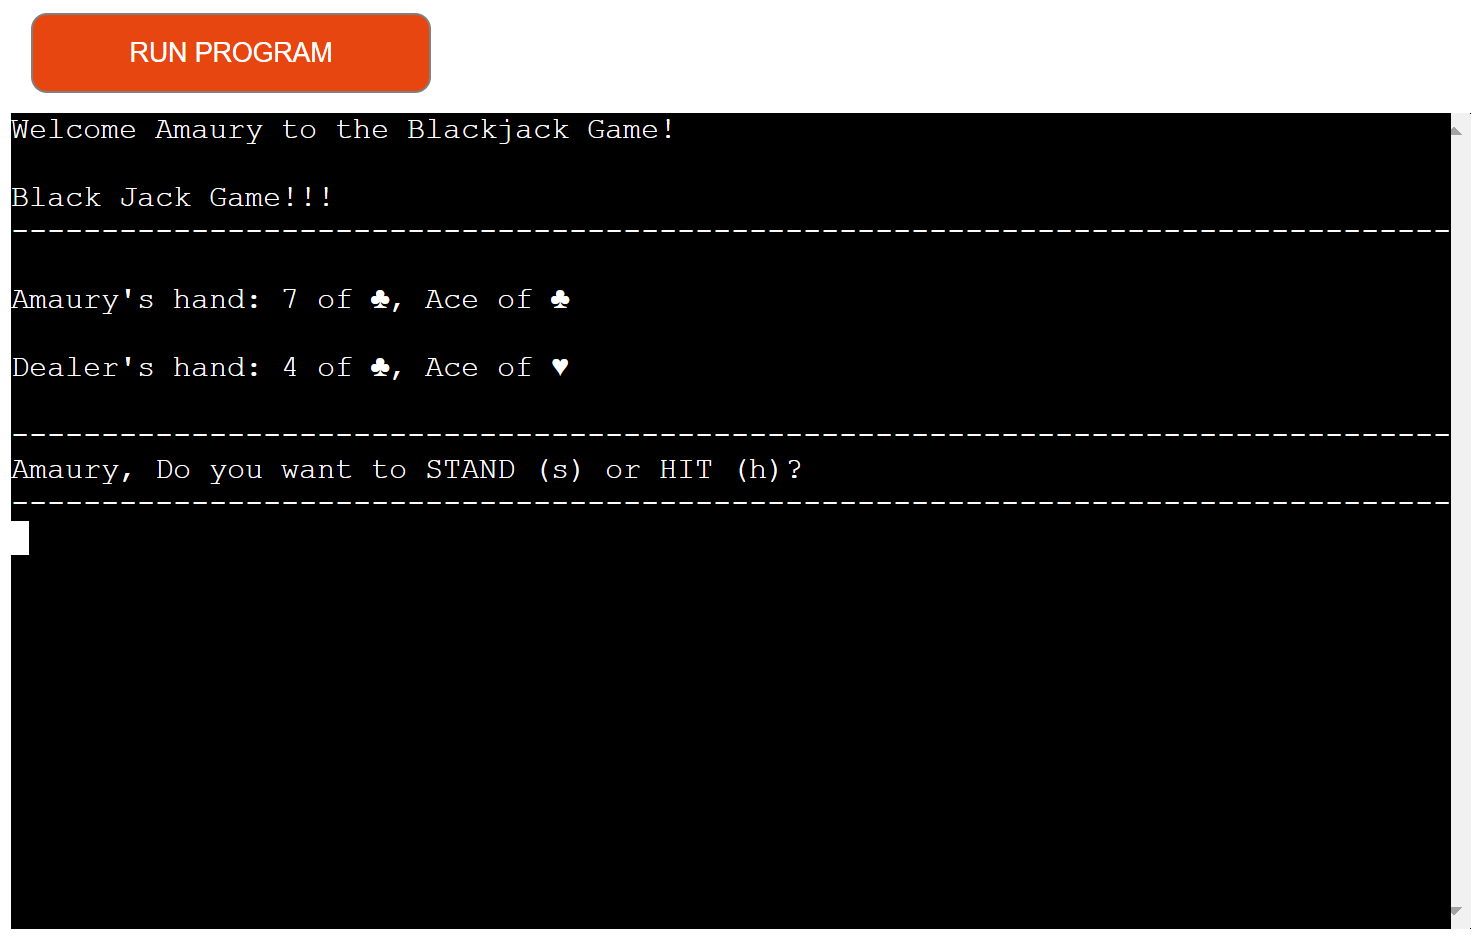 RUN PROGRAM
Welcome Amaury to the Blackjack Game!
Black Jack Game!!!
--------------------------------------------------------------------------------
Amaury's hand: 7 of ♣, Ace of ♣
Dealer's hand: 4 of ♣, Ace of ♥
--------------------------------------------------------------------------------
Amaury, Do you want to STAND (s) or HIT (h)?
--------------------------------------------------------------------------------